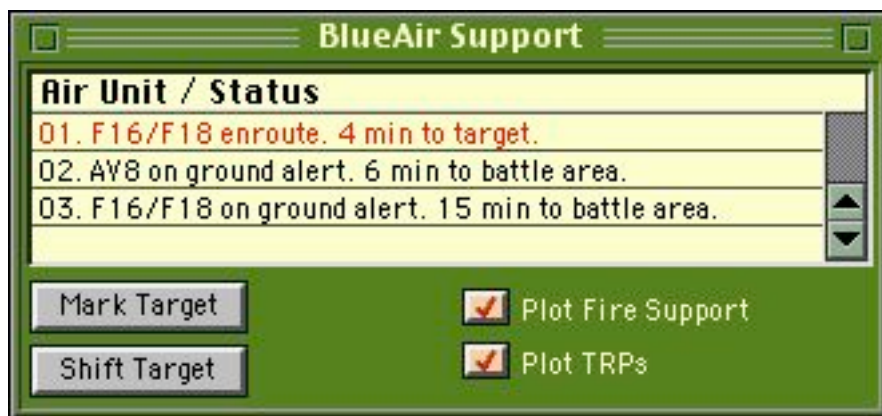 BlueAir Support
Air Unit / Status
01. F16/F18 enroute. 4 min to target.
02. AV8 on ground alert. 6 min to battle area.
03. F16/F18 on ground alert. 15 min to battle area.
Mark Target
Plot Fire Support
Shift Target
Plot TRPs